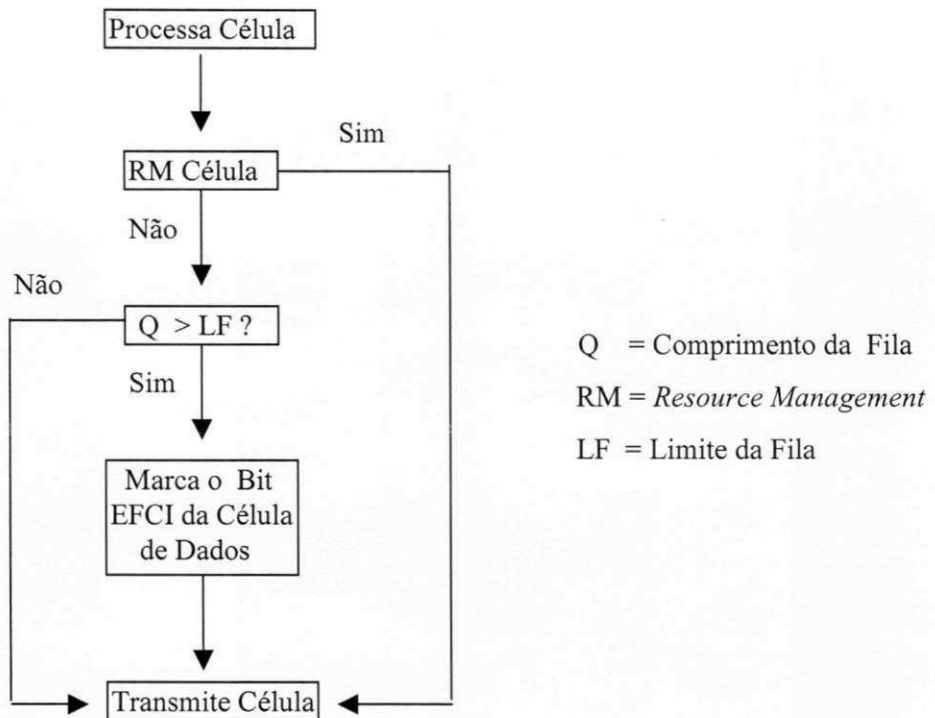 Processa Célula
Sim
RM Célula
Não
Não
Q > LF ?
Sim
Marca o Bit
EFCI da Célula
de Dados
Transmite Célula
Q = Comprimento da Fila
RM = Resource Management
LF = Limite da Fila